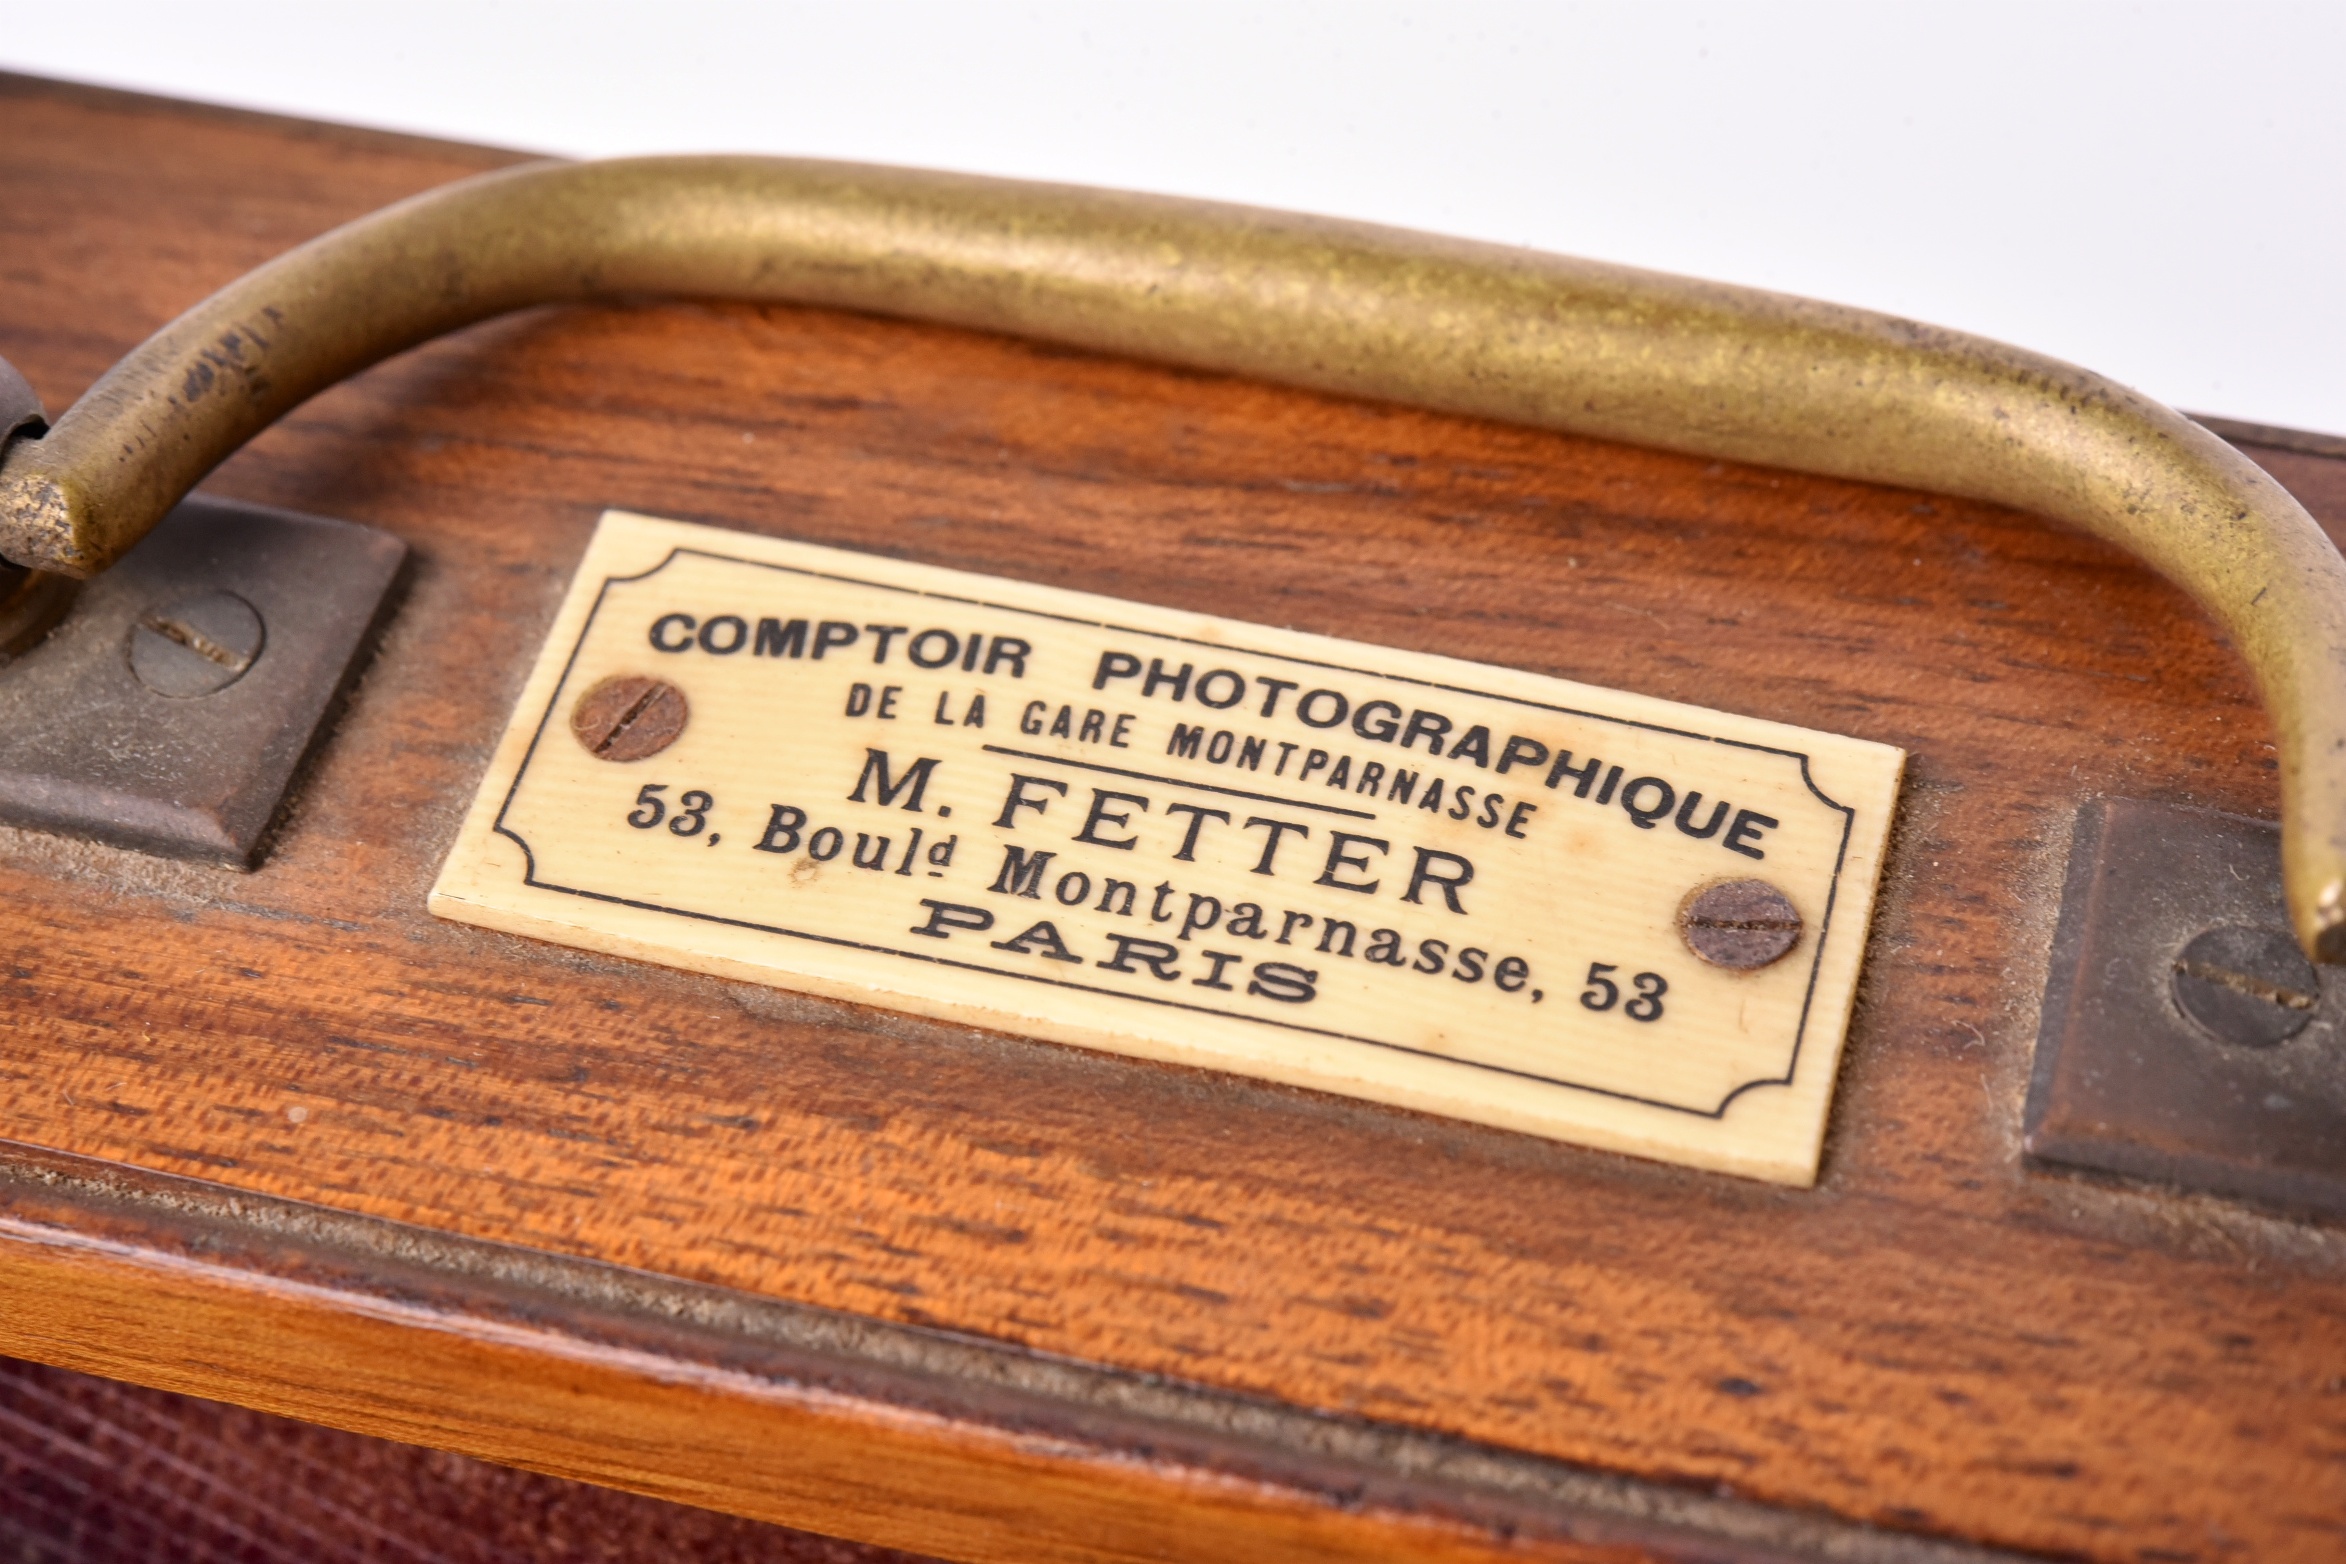 COMPTOIR PHOTOGRAPHIQUE
DE LA GARE MONTPARNASSE
M. FETTER
53, Bould Montparnasse, 53
PARIS